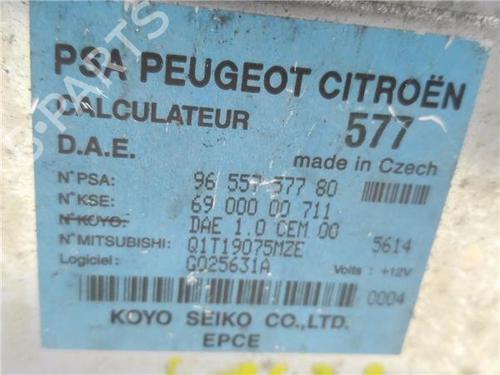 PSA PEUGEOT CITROËN
CALCULATEUR 577
D.A.E. made in Czech
N° PSA: 96 557 577 80
N° KSE: 69 000 00 711
N° KOYO: DAE 1.0 CEM 00
N° MITSUBISHI: Q1T19075MZE 5614
Logiciel: G025631A Volts : +12V
0004
KOYO SEIKO CO.,LTD.
EPCE
B-PARTS